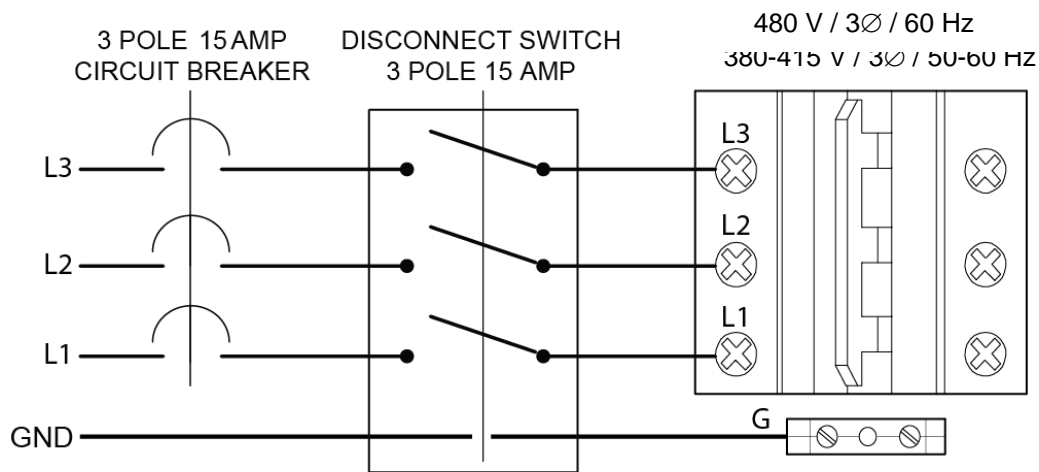 3 POLE 15 AMP
CIRCUIT BREAKER
DISCONNECT SWITCH
3 POLE 15 AMP
480 V / 3∅ / 60 Hz
380-415 V / 3∅ / 50-60 Hz
L3
L2
L1
GND
L3
L2
L1
G